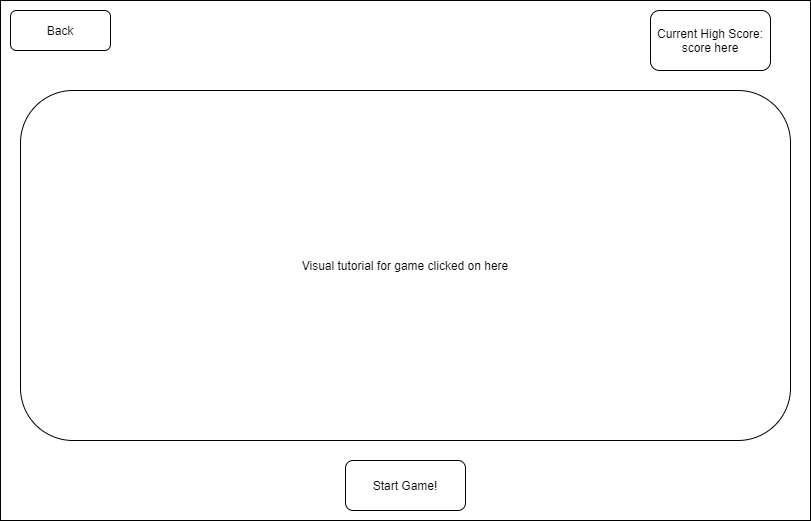 Back
Current High Score:
score here
Visual tutorial for game clicked on here
Start Game!